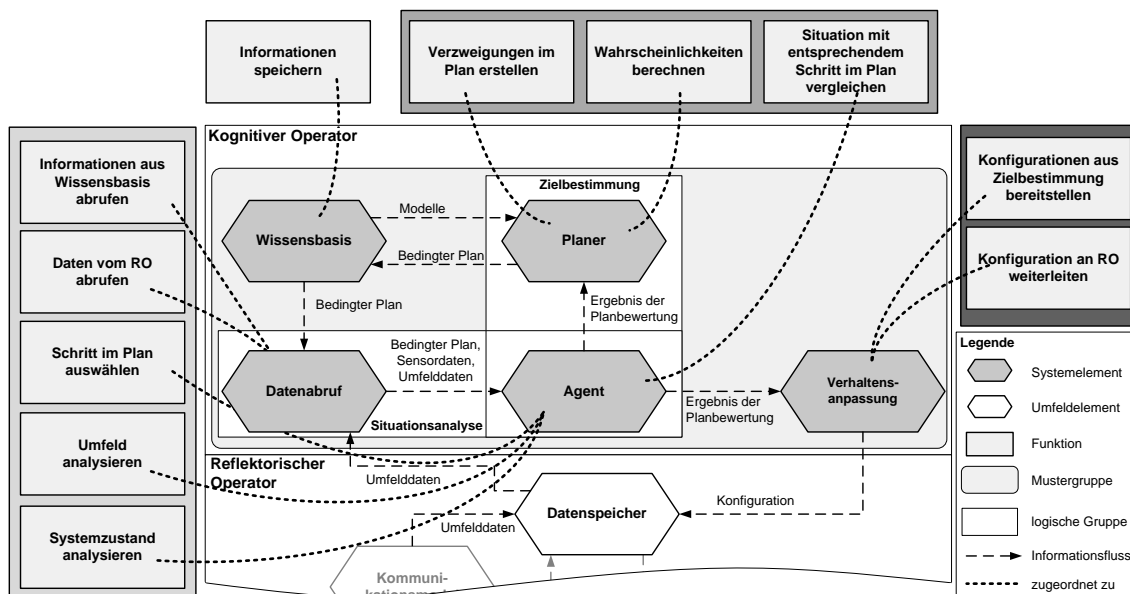 Informationen
speichern
Verzweigungen im
Plan erstellen
Wahrscheinlichkeiten
berechnen
Situation mit
entsprechendem
Schritt im Plan
vergleichen
Informationen aus
Wissensbasis
abrufen
Daten vom RO
abrufen
Schritt im Plan
auswählen
Umfeld
analysieren
Systemzustand
analysieren
Kognitiver Operator
Zielbestimmung
Wissensbasis
Modelle
Planer
Bedingter Plan
Bedingter Plan
Ergebnis der
Planbewertung
Datenabruf
Bedingter Plan,
Sensordaten,
Umfelddaten
Agent
Ergebnis der
Planbewertung
Verhaltens-
anpassung
Situationsanalyse
Reflektorischer
Operator
Umfelddaten
Umfelddaten
Datenspeicher
Konfiguration
Kommuni-
Konfigurationen aus
Zielbestimmung
bereitstellen
Konfiguration an RO
weiterleiten
Legende
Systemelement
Umfeldelement
Funktion
Mustergruppe
logische Gruppe
Informationsfluss
zugeordnet zu